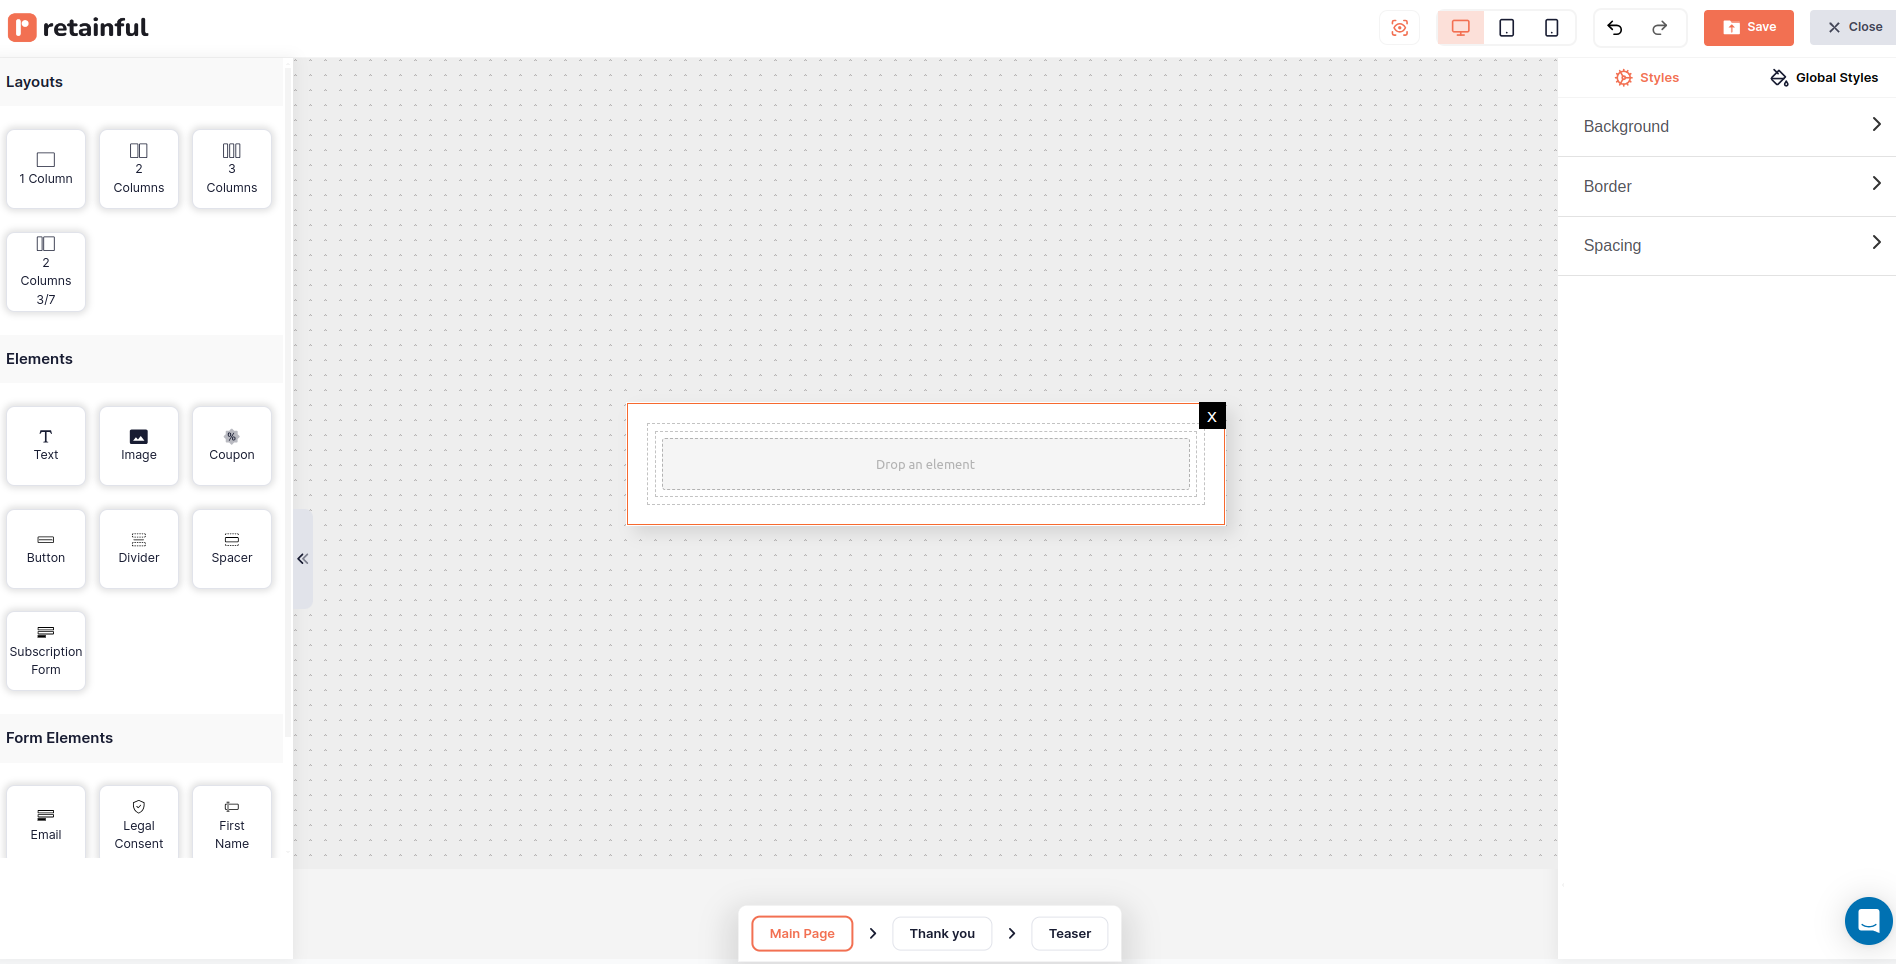 retainful
Save
Close
Layouts
1 Column
2
Columns
3
Columns
2
Columns
3/7
Elements
Text
Image
Coupon
Button
Divider
Spacer
Subscription
Form
Form Elements
Email
Legal
Consent
First
Name
X
Drop an element
Main Page
Thank you
Teaser
Styles
Global Styles
Background
Border
Spacing